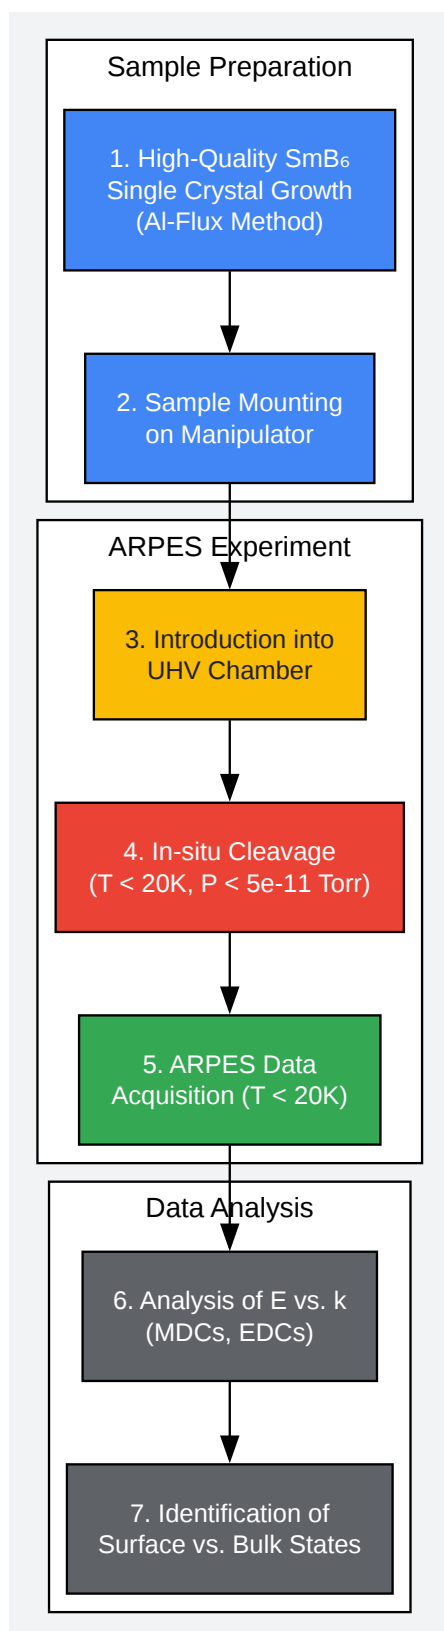 Sample Preparation
1. High-Quality SmB₆
Single Crystal Growth
(Al-Flux Method)
2. Sample Mounting
on Manipulator
ARPES Experiment
3. Introduction into
UHV Chamber
4. In-situ Cleavage
(T < 20K, P < 5e-11 Torr)
5. ARPES Data
Acquisition (T < 20K)
Data Analysis
6. Analysis of E vs. k
(MDCs, EDCs)
7. Identification of
Surface vs. Bulk States